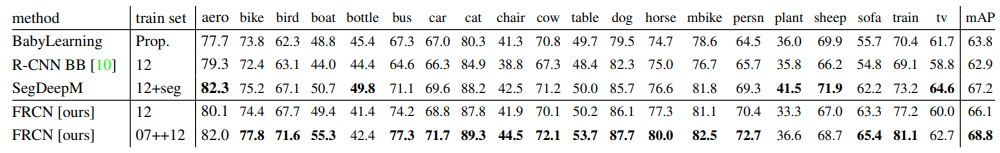 method train set aero bike bird boat bottle bus car cat chair cow table dog horse mbike persn plant sheep sofa train tv mAP
BabyLearning Prop. 77.7 73.8 62.3 48.8 45.4 67.3 67.0 80.3 41.3 70.8 49.7 79.5 74.7 78.6 64.5 36.0 69.9 55.7 70.4 61.7 63.8
R-CNN BB [10] 12 79.3 72.4 63.1 44.0 44.4 64.6 66.3 84.9 38.8 67.3 48.4 82.3 75.0 76.7 65.7 35.8 66.2 54.8 69.1 58.8 62.9
SegDeepM 12+seg 82.3 75.2 67.1 50.7 49.8 71.1 69.6 88.2 42.5 71.2 50.0 85.7 76.6 81.8 69.3 41.5 71.9 62.2 73.2 64.6 67.2
FRCN [ours] 12 80.1 74.4 67.7 49.4 41.4 74.2 68.8 87.8 41.9 70.1 50.2 86.1 77.3 81.1 70.4 33.3 67.0 63.3 77.2 60.0 66.1
FRCN [ours] 07++12 82.0 77.8 71.6 55.3 42.4 77.3 71.7 89.3 44.5 72.1 53.7 87.7 80.0 82.5 72.7 36.6 68.7 65.4 81.1 62.7 68.8